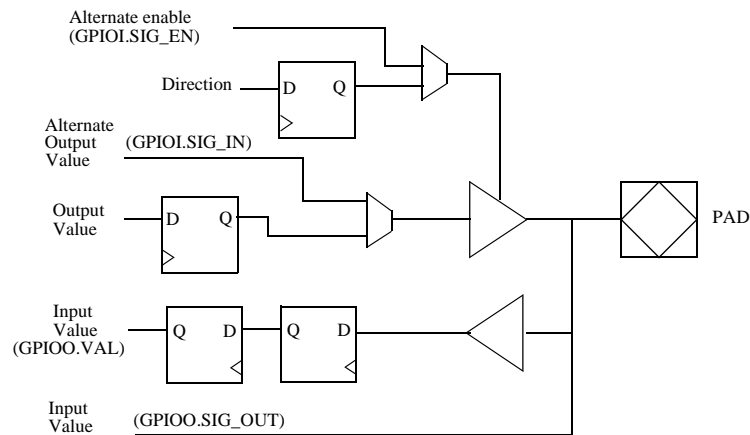 Alternate enable
(GPIOI.SIG_EN)
Direction
D Q
Alternate
Output
Value
(GPIOI.SIG_IN)
Output
Value
D Q
PAD
Input
Value
(GPIOO.VAL)
Q D
Q D
Input
Value
(GPIOO.SIG_OUT)